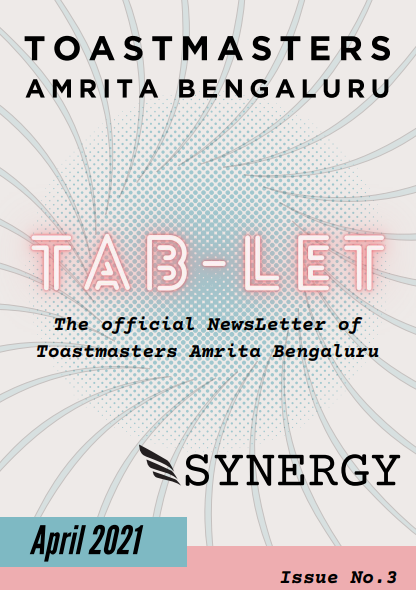 TOASTMASTERS
AMRITA BENGALURU
TAB-LET
The official NewsLetter of
Toastmasters Amrita Bengaluru
SYNERGY
April 2021
Issue No.3